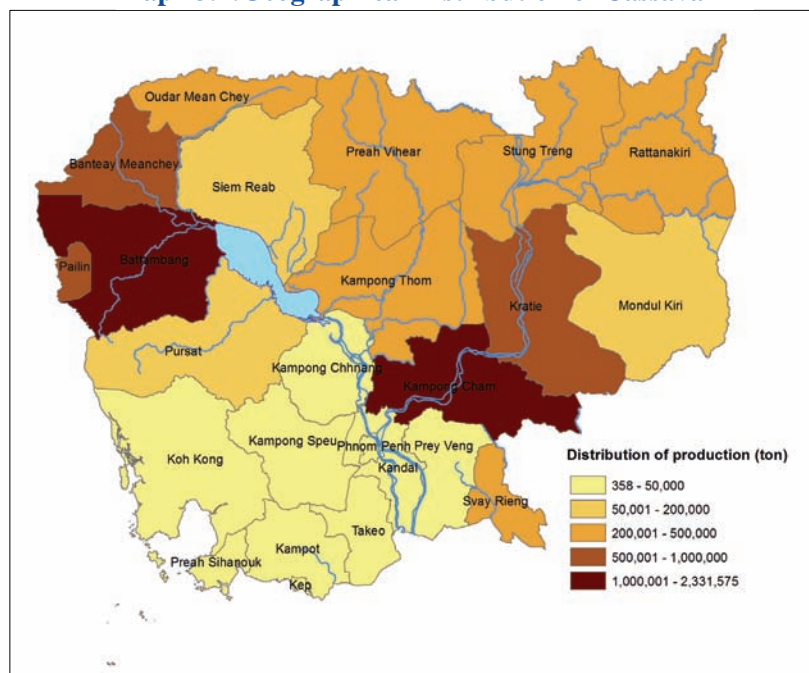 Oudar Mean Chey
Banteay Meanchey
Preah Vihear
Stung Treng
Rattanakiri
Siem Reab
Pailin
Battambang
Kampong Thom
Kratie
Mondul Kiri
Pursat
Kampong Chhnang
Kampong Cham
Koh Kong
Kampong Speu
Phnom Penh
Prey Veng
Kandal
Svay Rieng
Takeo
Preah Sihanouk
Kampot
Kep
Distribution of production (ton)
358 - 50,000
50,001 - 200,000
200,001 - 500,000
500,001 - 1,000,000
1,000,001 - 2,331,575